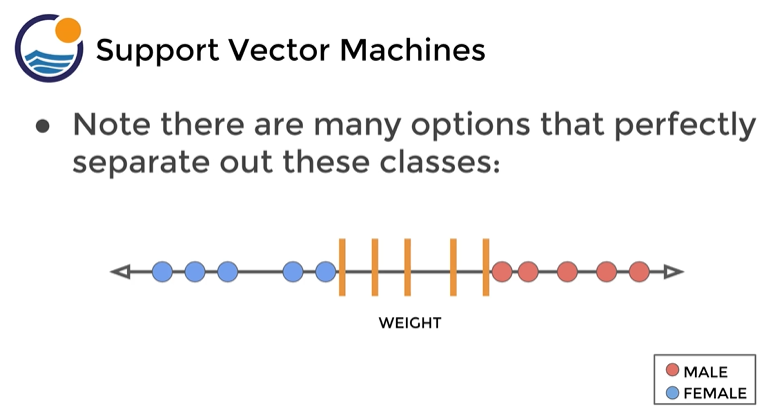 Support Vector Machines
● Note there are many options that perfectly
separate out these classes:
WEIGHT
MALE
FEMALE